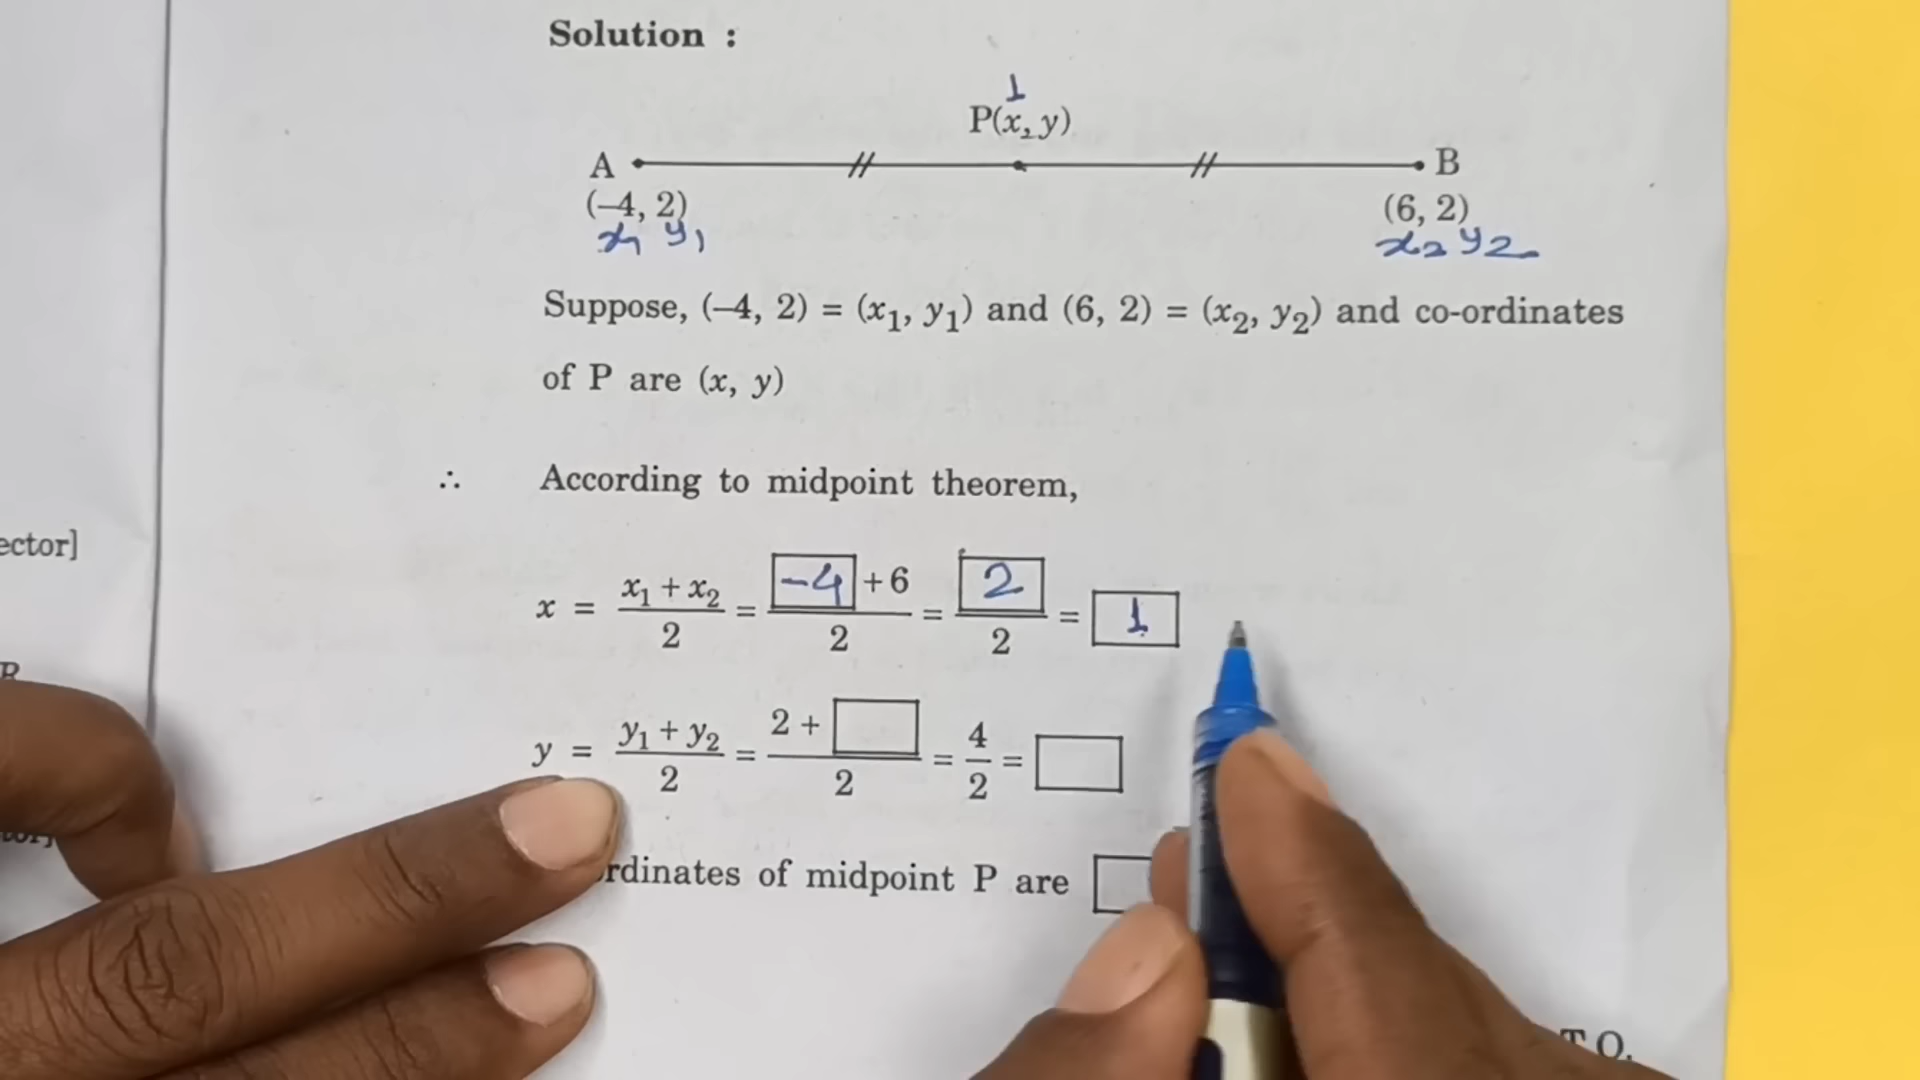 Solution :
1
P(x, y)
A B
(–4, 2) (6, 2)
x1 y1 x2 y2
Suppose, (–4, 2) = (x₁, y₁) and (6, 2) = (x₂, y₂) and co-ordinates
of P are (x, y)
∴ According to midpoint theorem,
ector]
x = (x₁ + x₂)/2 = (-4 + 6)/2 = 2/2 = 1
y = (y₁ + y₂)/2 = (2 + □)/2 = 4/2 = □
rdinates of midpoint P are
T.O.